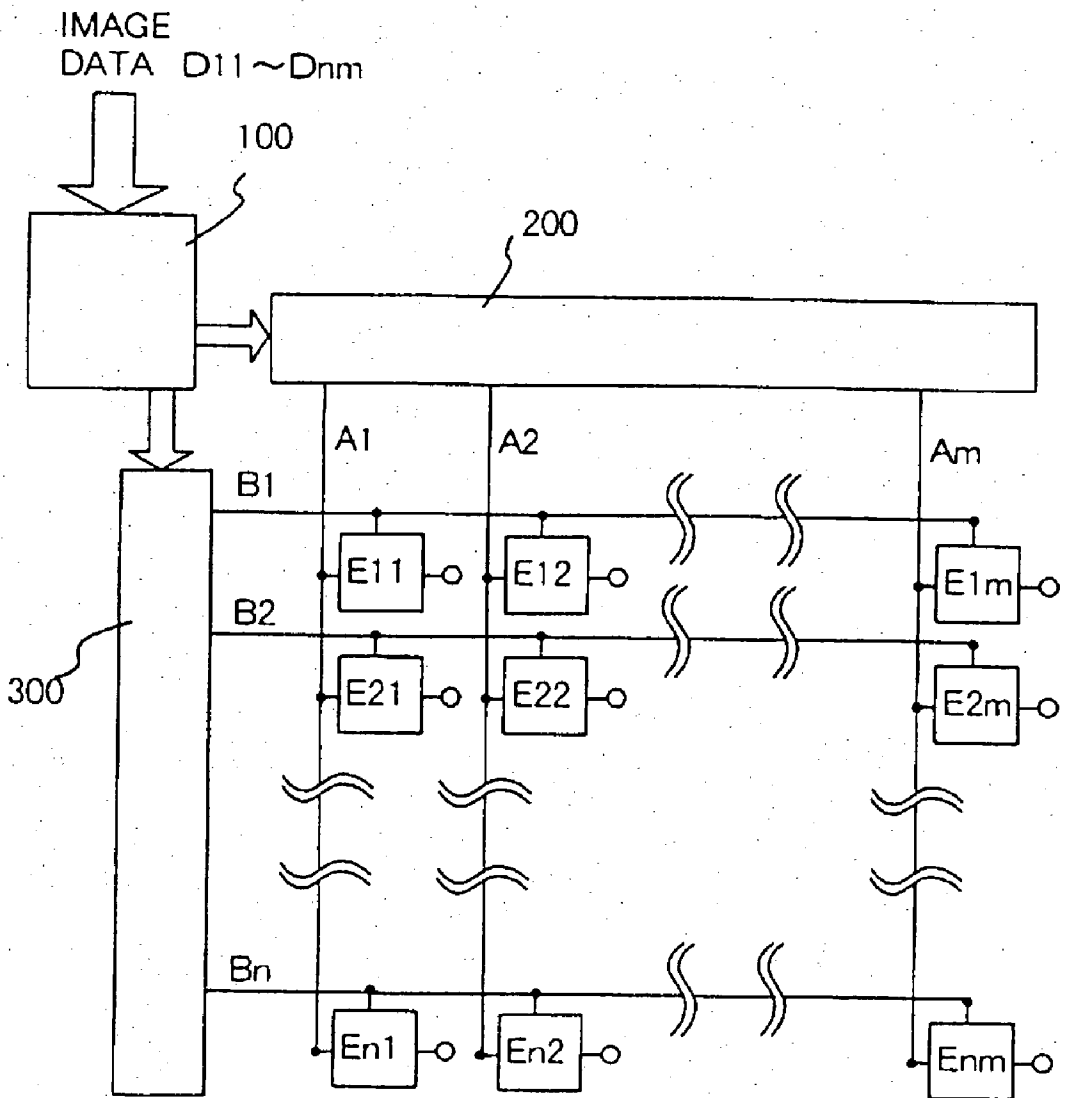 IMAGE
DATA D11~Dnm
100
200
A1 A2 Am
B1
E11 E12 E1m
B2
300
E21 E22 E2m
Bn
En1 En2 Enm